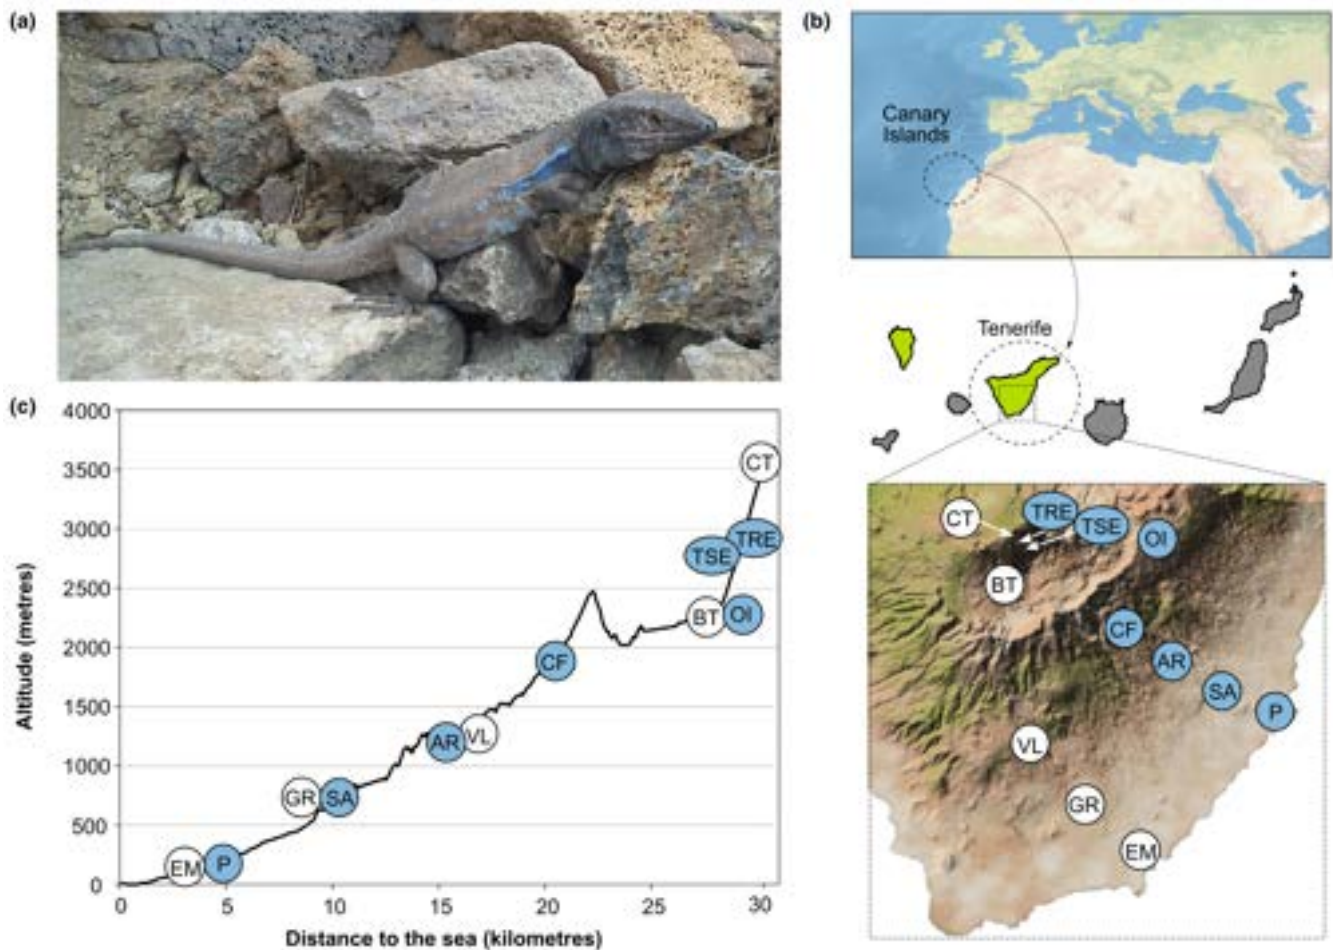 (a)
(b)
Canary
Islands
Tenerife
(c)
4000
3500
3000
2500
2000
1500
1000
500
0
Altitude (metres)
CT
TSE
TRE
BT
OI
CF
AR
VL
GR
SA
EM
P
0
5
10
15
20
25
30
Distance to the sea (kilometres)
CT
TRE
TSE
OI
BT
CF
AR
SA
P
VL
GR
EM